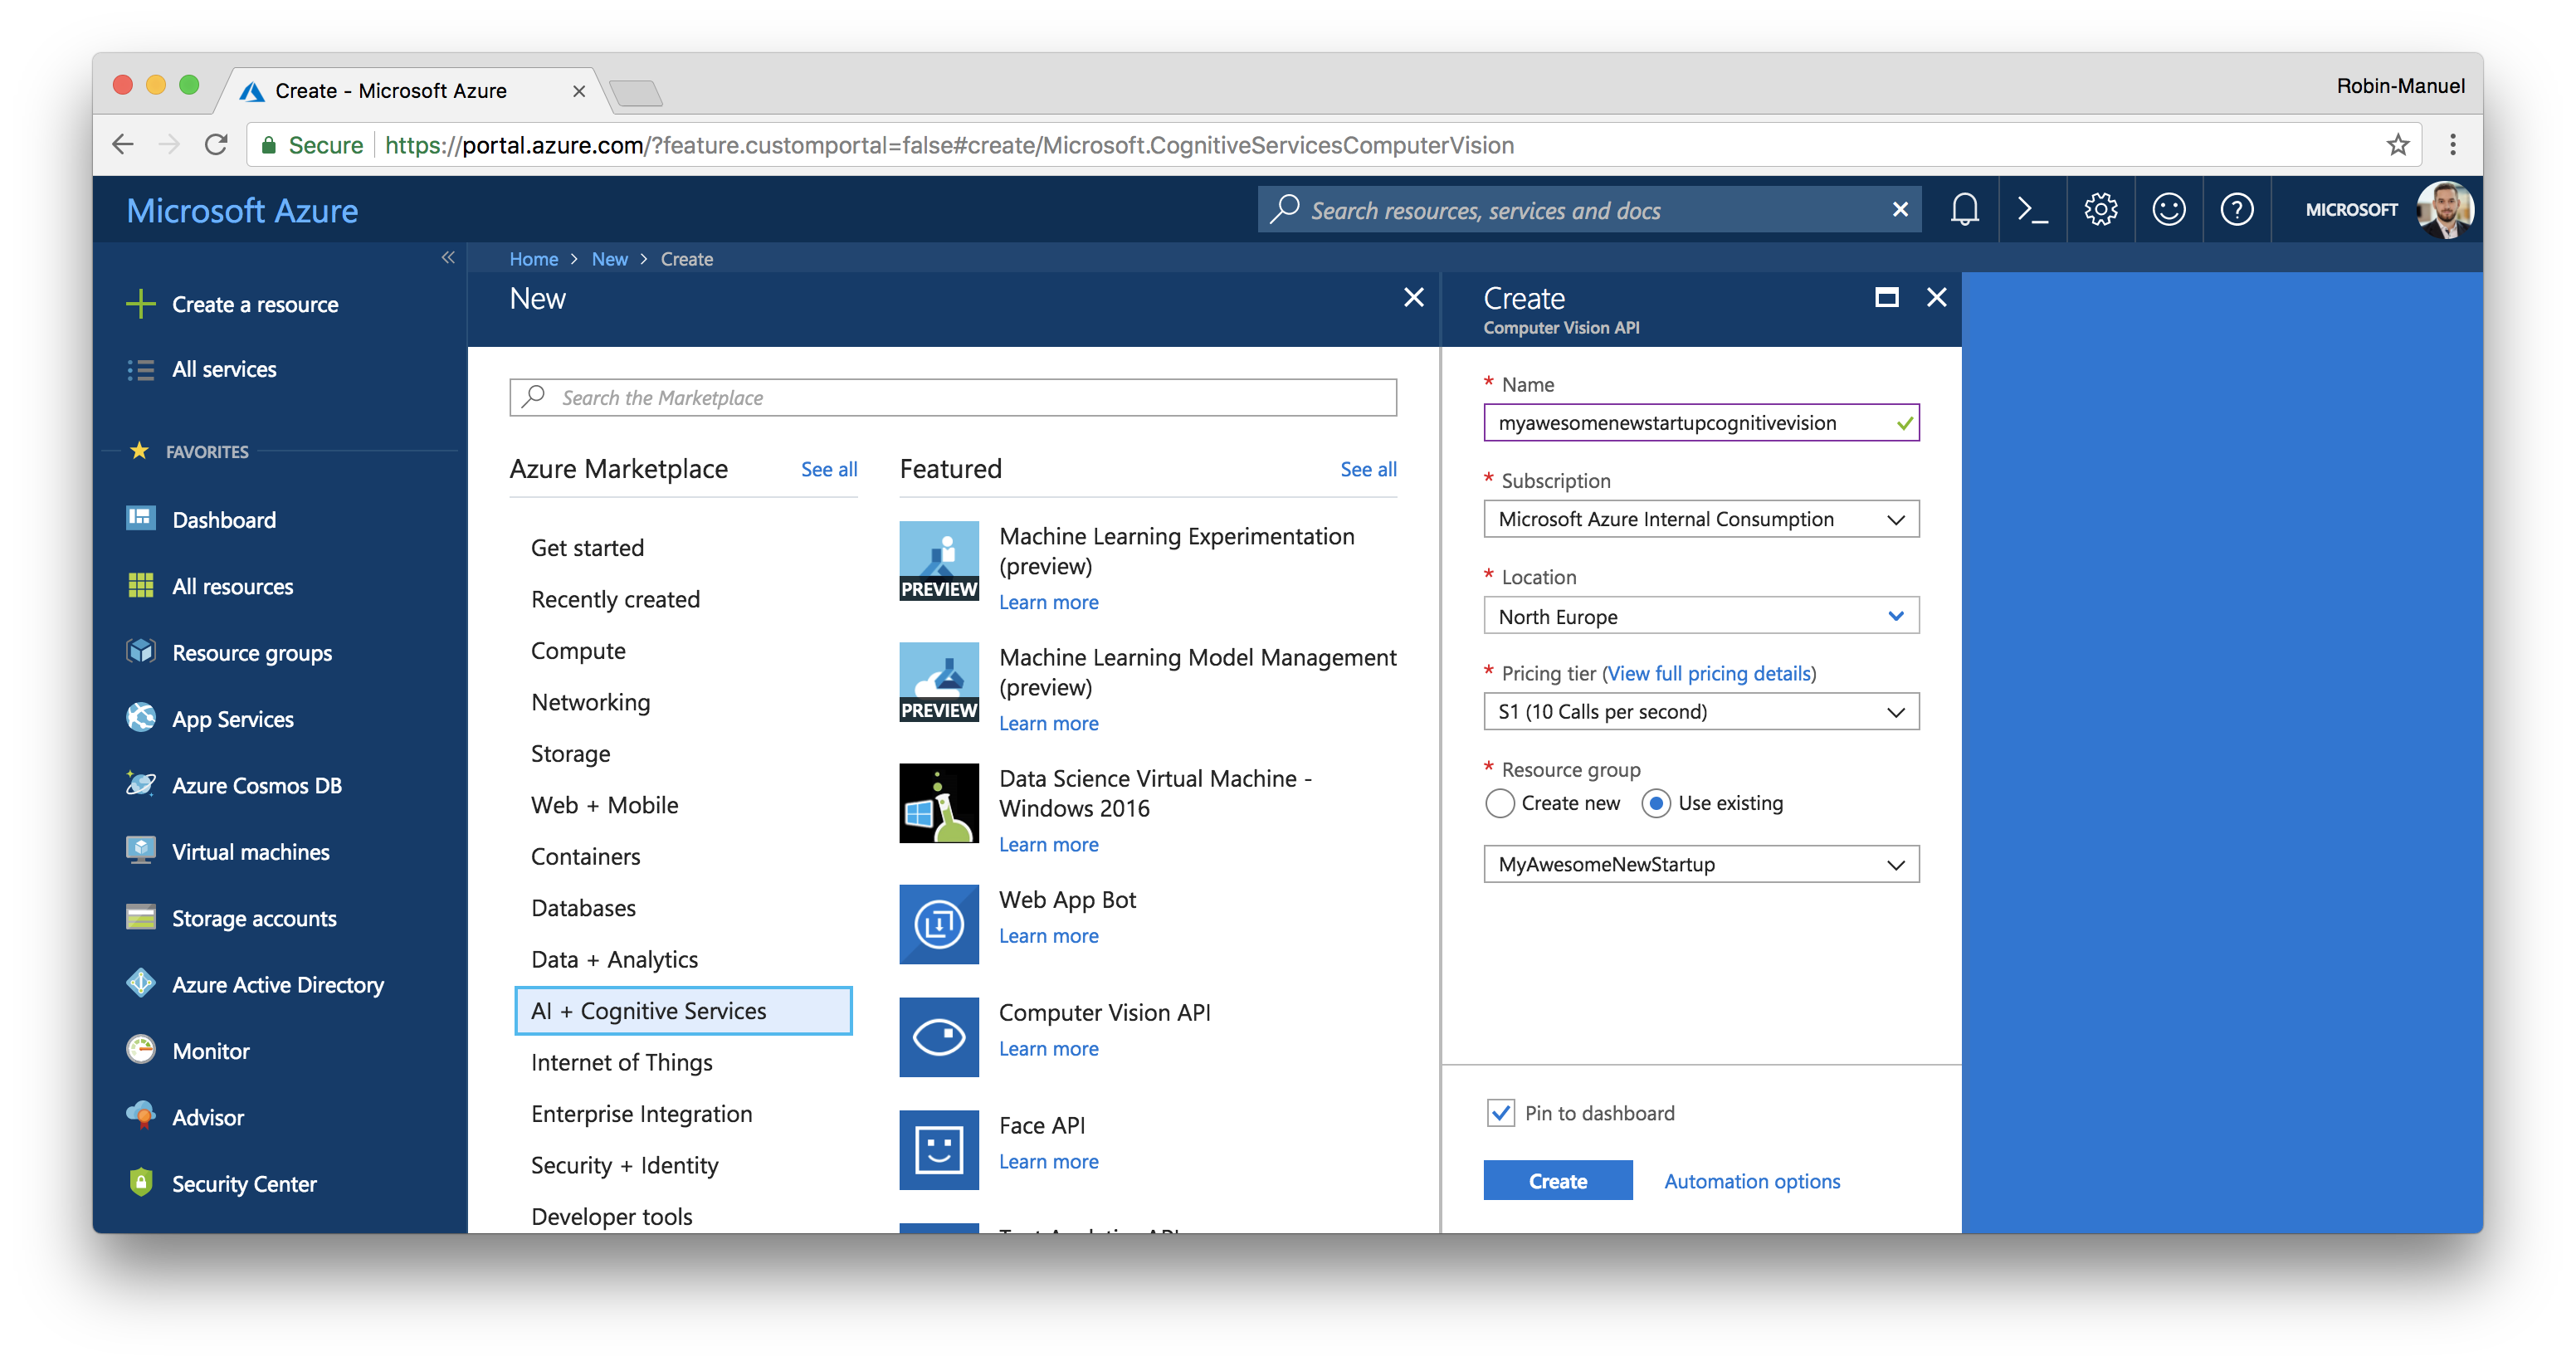 Create - Microsoft Azure
Robin-Manuel
Secure
https://portal.azure.com/?feature.customportal=false#create/Microsoft.CognitiveServicesComputerVision
Microsoft Azure
Search resources, services and docs
MICROSOFT
Create a resource
All services
FAVORITES
Dashboard
All resources
Resource groups
App Services
Azure Cosmos DB
Virtual machines
Storage accounts
Azure Active Directory
Monitor
Advisor
Security Center
Home > New > Create
New
Search the Marketplace
Azure Marketplace
See all
Get started
Recently created
Compute
Networking
Storage
Web + Mobile
Containers
Databases
Data + Analytics
AI + Cognitive Services
Internet of Things
Enterprise Integration
Security + Identity
Developer tools
Featured
See all
PREVIEW
Machine Learning Experimentation
(preview)
Learn more
PREVIEW
Machine Learning Model Management
(preview)
Learn more
Data Science Virtual Machine -
Windows 2016
Learn more
Web App Bot
Learn more
Computer Vision API
Learn more
Face API
Learn more
Create
Computer Vision API
* Name
myawesomenewstartupcognitivevision
* Subscription
Microsoft Azure Internal Consumption
* Location
North Europe
* Pricing tier (View full pricing details)
S1 (10 Calls per second)
* Resource group
Create new
Use existing
MyAwesomeNewStartup
Pin to dashboard
Create
Automation options